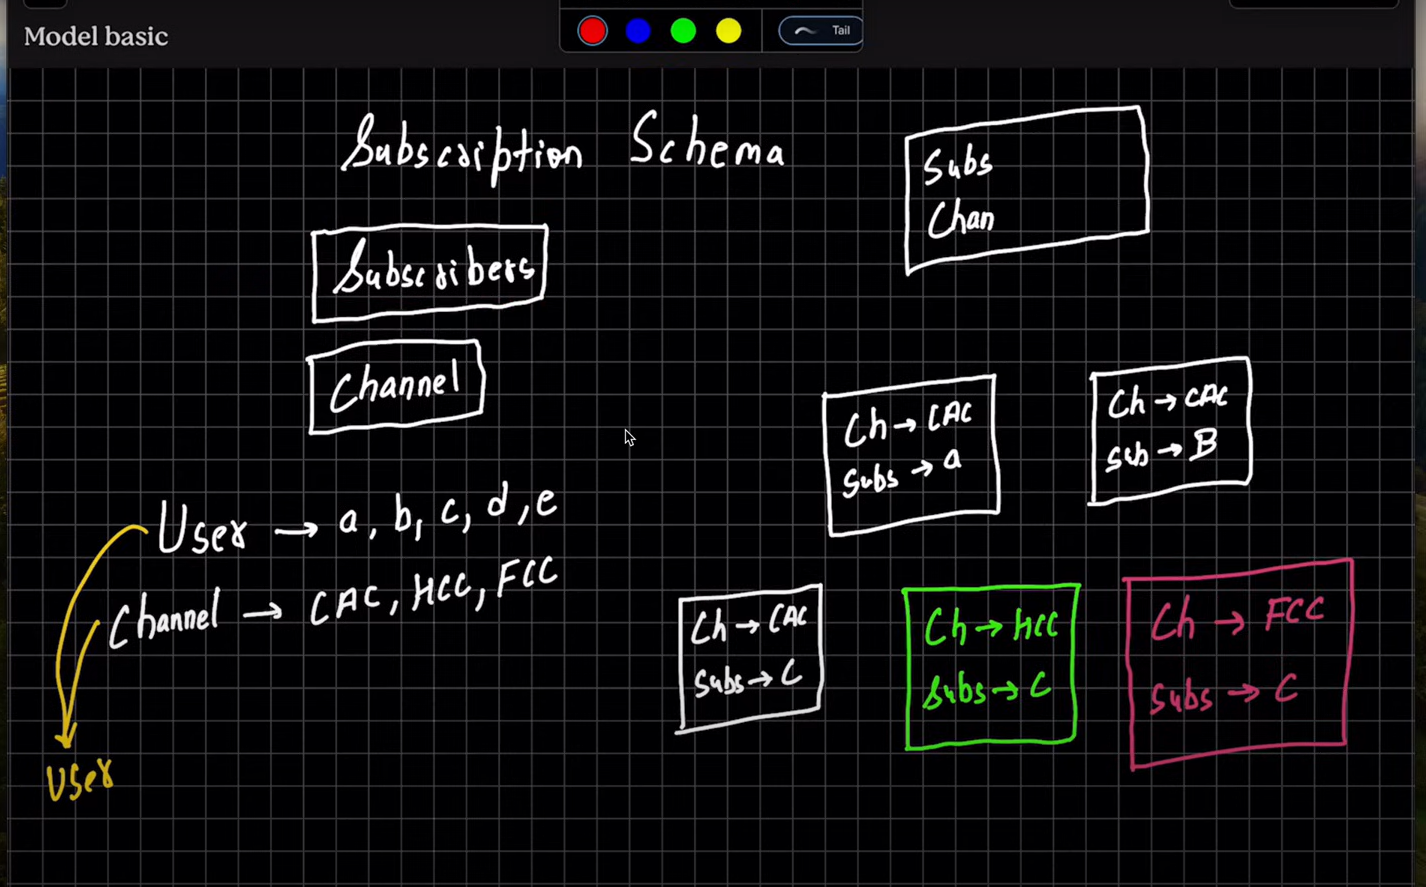 Model basic
Tail
Subscription Schema
Subs
Chan
Subscribers
Channel
Ch → CAC
Subs → a
Ch → CAC
Sub → B
User → a, b, c, d, e
Channel → CAC, HCC, FCC
Ch → CAC
Subs → C
Ch → HCC
Subs → C
Ch → FCC
Subs → C
User